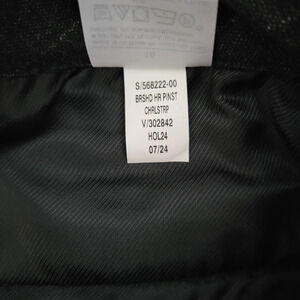 S/568222-00
BRSHD HR PINST
CHRLSTRP
V/302842
HOL24
07/24